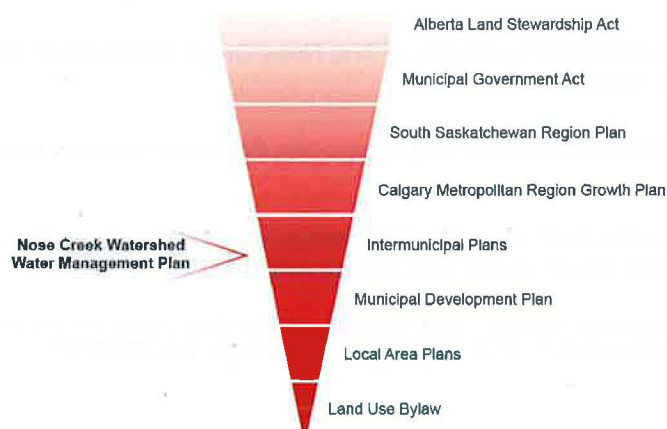 Alberta Land Stewardship Act
Municipal Government Act
South Saskatchewan Region Plan
Calgary Metropolitan Region Growth Plan
Nose Creek Watershed
Water Management Plan
Intermunicipal Plans
Municipal Development Plan
Local Area Plans
Land Use Bylaw